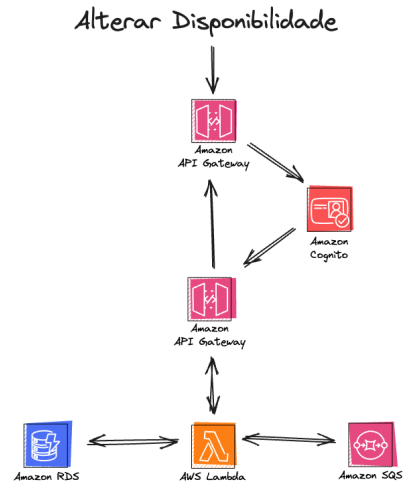 Alterar Disponibilidade
Amazon
API Gateway
Amazon
Cognito
Amazon
API Gateway
Amazon RDS
AWS Lambda
Amazon SQS